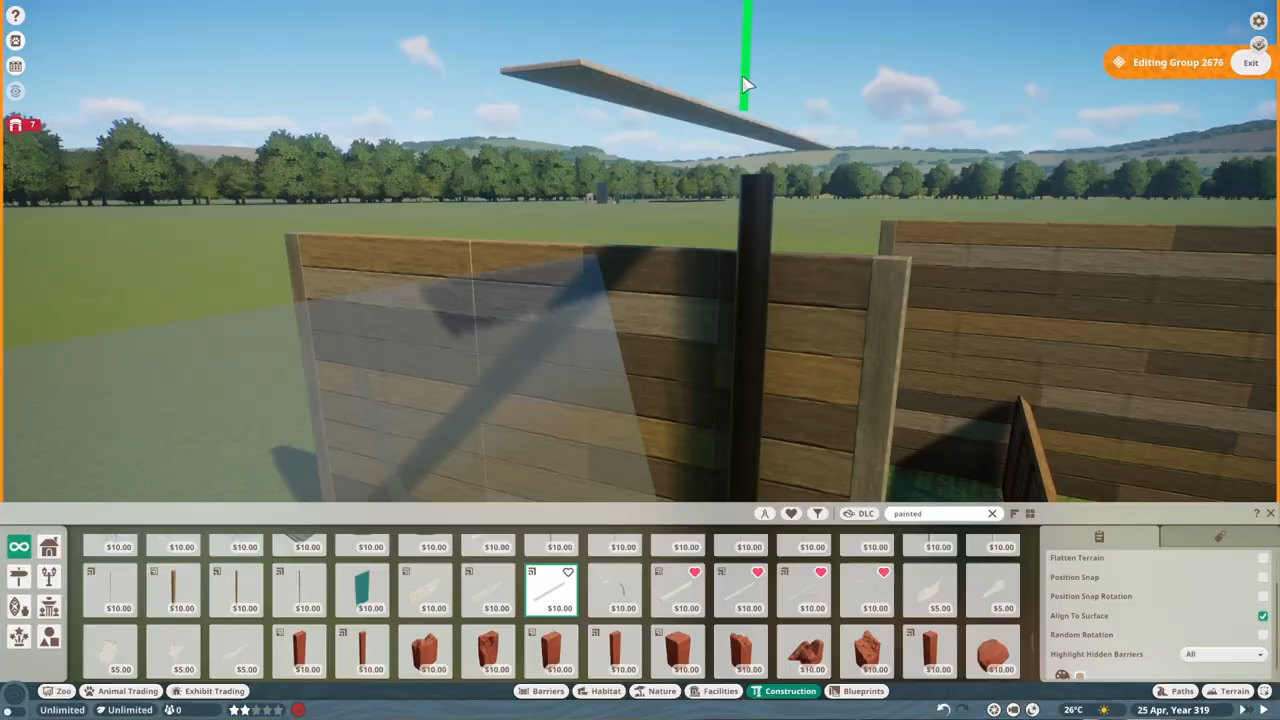 ?
Editing Group 2676
Exit
7
DLC
painted
?
$10.00 $10.00 $10.00 $10.00 $10.00 $10.00 $10.00 $10.00 $10.00 $10.00 $10.00 $10.00 $10.00 $10.00 $10.00
$10.00 $10.00 $10.00 $10.00 $10.00 $10.00 $10.00 $10.00 $10.00 $10.00 $10.00 $10.00 $10.00 $5.00 $5.00
$5.00 $5.00 $5.00 $10.00 $10.00 $10.00 $10.00 $10.00 $10.00 $10.00 $10.00 $10.00 $10.00 $10.00 $10.00
Flatten Terrain
Position Snap
Position Snap Rotation
Align To Surface
Random Rotation
Highlight Hidden Barriers All
Zoo Animal Trading Exhibit Trading Barriers Habitat Nature Facilities Construction Blueprints Paths Terrain
Unlimited Unlimited 0 26°C 25 Apr, Year 319